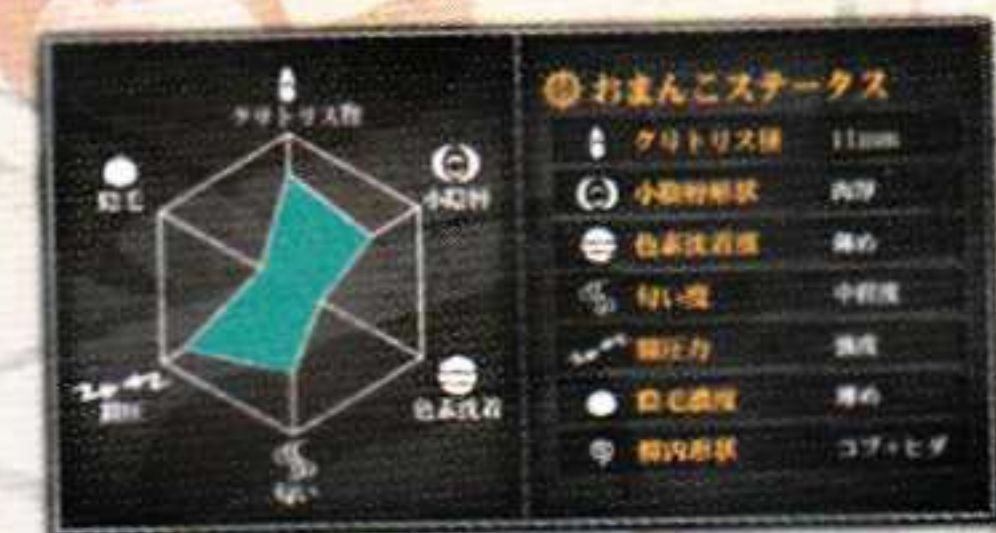 クリトリス径
小陰唇
色素沈着
匂い
膣圧
陰毛
おまんこステータス
クリトリス径 11mm
小陰唇形状 肉厚
色素沈着度 薄め
匂い度 中程度
膣圧力 強度
陰毛濃度 薄め
膣内形状 コブ+ヒダ